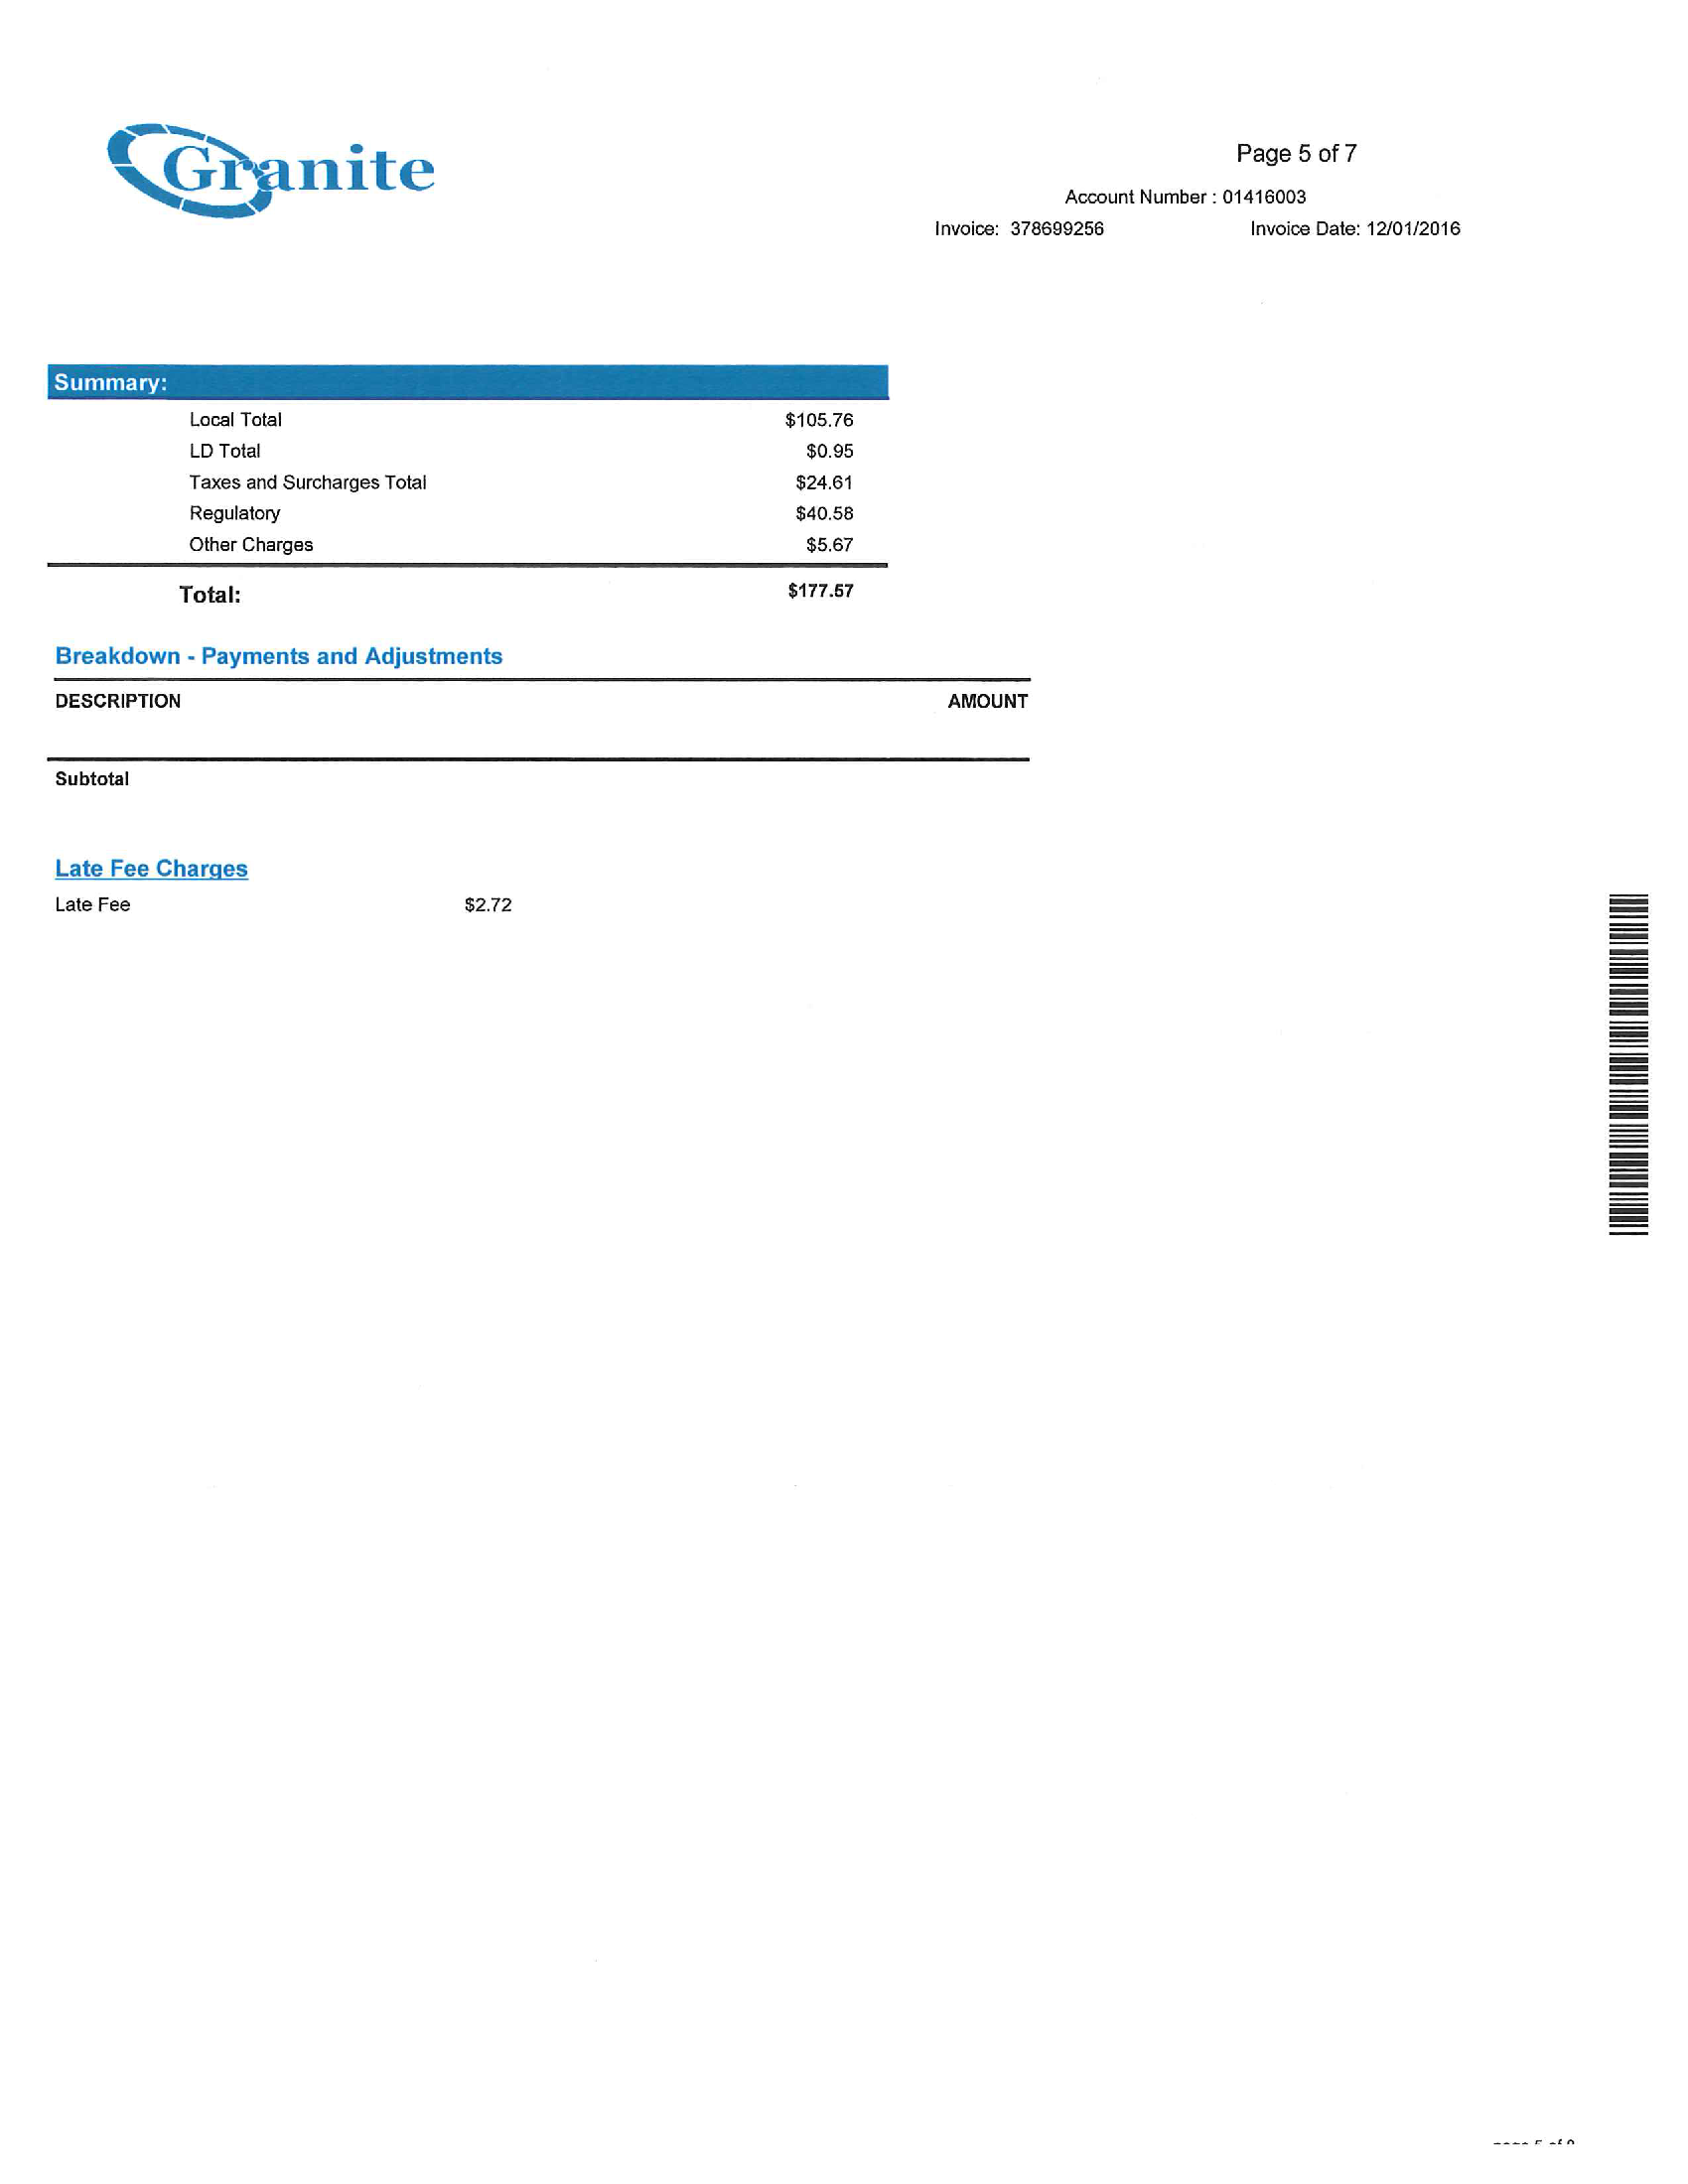 Granite
Page 5 of 7
Account Number : 01416003
Invoice: 378699256 Invoice Date: 12/01/2016
Summary:
Local Total $105.76
LD Total $0.95
Taxes and Surcharges Total $24.61
Regulatory $40.58
Other Charges $5.67
Total: $177.57
Breakdown - Payments and Adjustments
DESCRIPTION AMOUNT
Subtotal
Late Fee Charges
Late Fee $2.72